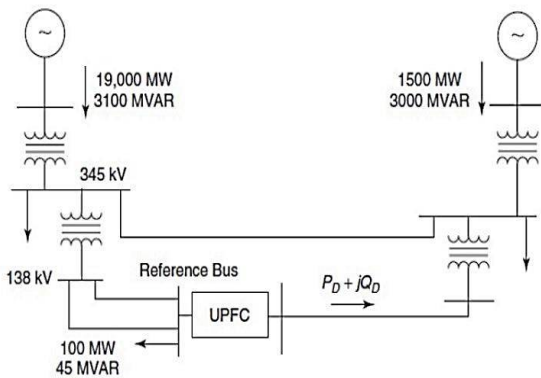 ~
~
19,000 MW
3100 MVAR
1500 MW
3000 MVAR
345 kV
138 kV
Reference Bus
P_D + jQ_D
UPFC
100 MW
45 MVAR